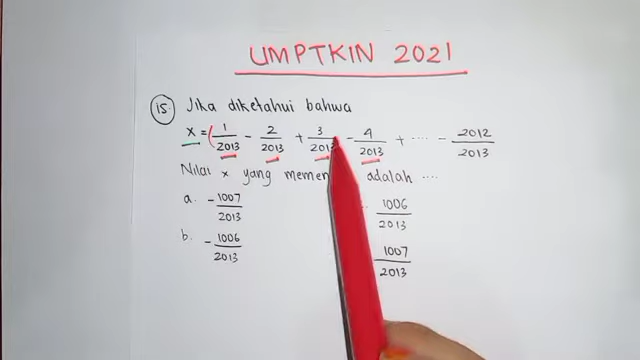 UMPTKIN 2021
15. Jika diketahui bahwa
x = ( 1/2013 - 2/2013 + 3/2013 - 4/2013 + .... - 2012/2013
Nilai x yang adalah ....
a. -1007/2013
1006/2013
b. -1006/2013
1007/2013